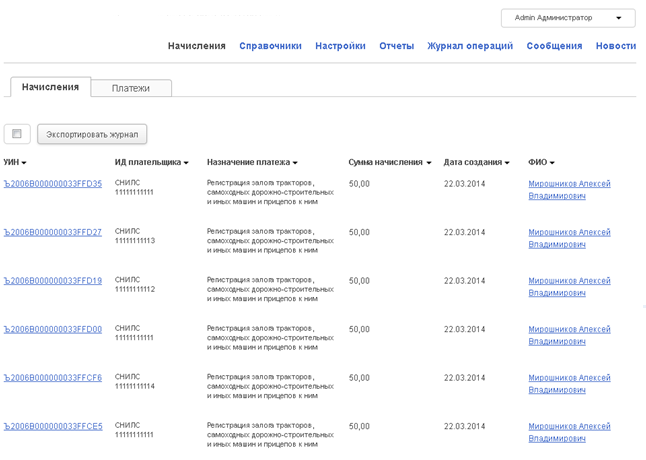 Admin Администратор
Начисления Справочники Настройки Отчеты Журнал операций Сообщения Новости
Начисления Платежи
Экспортировать журнал
УИН ИД плательщика Назначение платежа Сумма начисления Дата создания ФИО
Ъ2006В000000033FFD35 СНИЛС Регистрация залога тракторов, 50,00 22.03.2014 Мирошников Алексей
11111111111 самоходных дорожно-строительных Владимирович
и иных машин и прицепов к ним
Ъ2006В000000033FFD27 СНИЛС Регистрация залога тракторов, 50,00 22.03.2014 Мирошников Алексей
11111111113 самоходных дорожно-строительных Владимирович
и иных машин и прицепов к ним
Ъ2006В000000033FFD19 СНИЛС Регистрация залога тракторов, 50,00 22.03.2014 Мирошников Алексей
11111111112 самоходных дорожно-строительных Владимирович
и иных машин и прицепов к ним
Ъ2006В000000033FFD00 СНИЛС Регистрация залога тракторов, 50,00 22.03.2014 Мирошников Алексей
11111111111 самоходных дорожно-строительных Владимирович
и иных машин и прицепов к ним
Ъ2006В000000033FFCF6 СНИЛС Регистрация залога тракторов, 50,00 22.03.2014 Мирошников Алексей
11111111114 самоходных дорожно-строительных Владимирович
и иных машин и прицепов к ним
Ъ2006В000000033FFCE5 СНИЛС Регистрация залога тракторов, 50,00 22.03.2014 Мирошников Алексей
11111111111 самоходных дорожно-строительных Владимирович
и иных машин и прицепов к ним